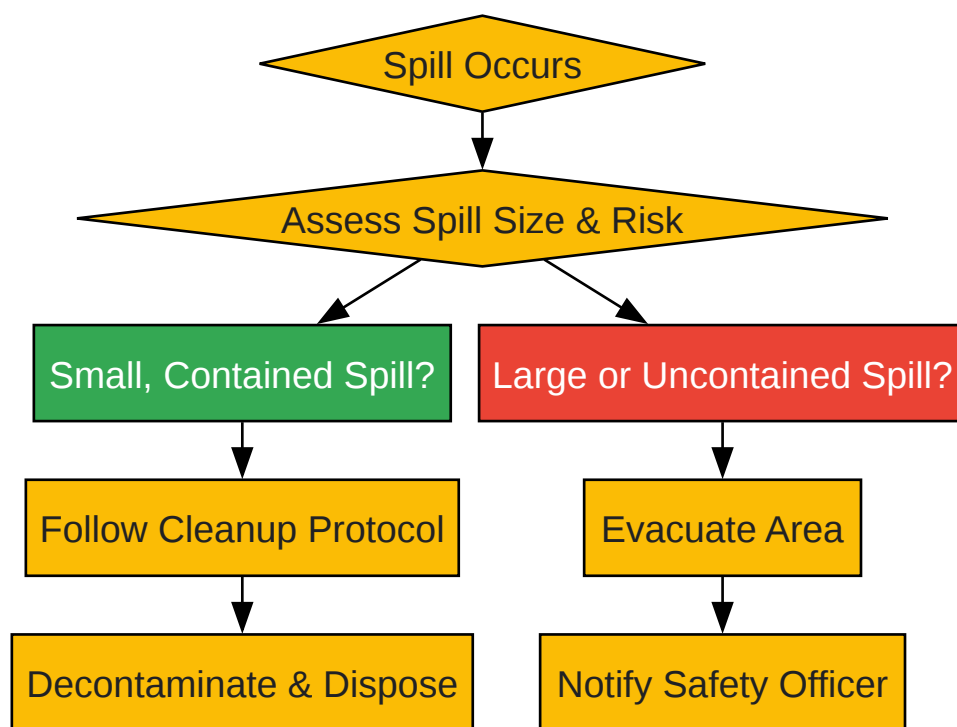 Spill Occurs
Assess Spill Size & Risk
Small, Contained Spill?
Large or Uncontained Spill?
Follow Cleanup Protocol
Evacuate Area
Decontaminate & Dispose
Notify Safety Officer